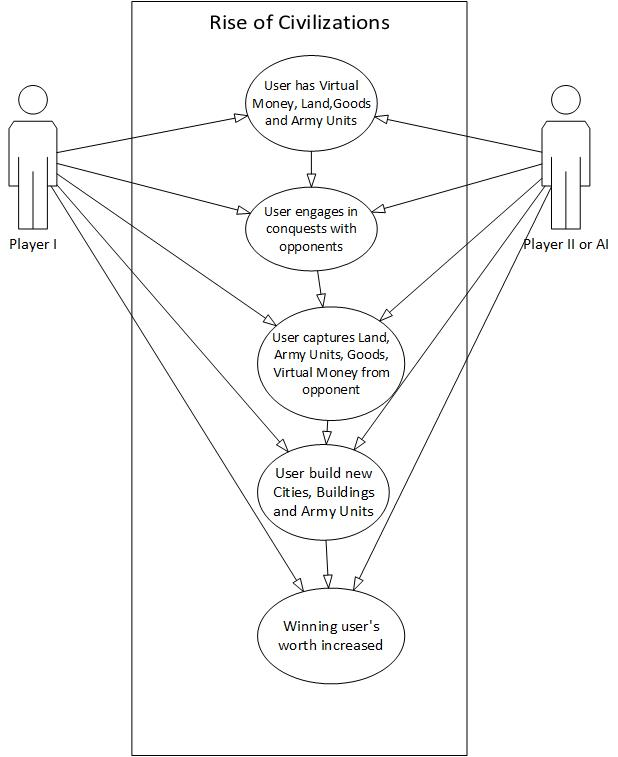 Rise of Civilizations
User has Virtual
Money, Land,Goods
and Army Units
User engages in
conquests with
opponents
Player I
Player II or AI
User captures Land,
Army Units, Goods,
Virtual Money from
opponent
User build new
Cities, Buildings
and Army Units
Winning user's
worth increased